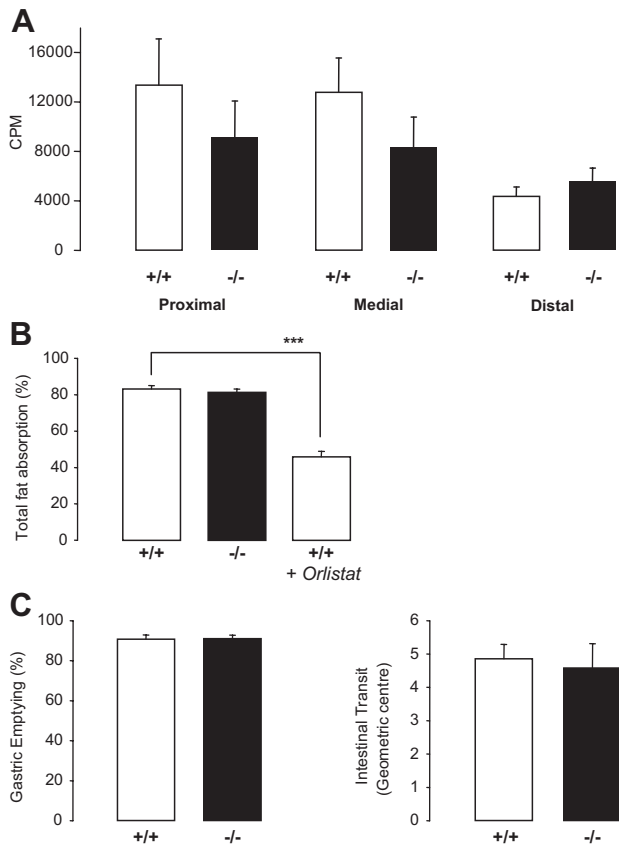 A
16000
12000
8000
4000
0
CPM
+/+ -/- +/+ -/- +/+ -/-
Proximal Medial Distal
B
100
80
60
40
20
0
Total fat absorption (%)
***
+/+ -/- +/+
+ Orlistat
C
100
80
60
40
20
0
Gastric Emptying (%)
+/+ -/-
6
5
4
3
2
1
0
Intestinal Transit
(Geometric centre)
+/+ -/-